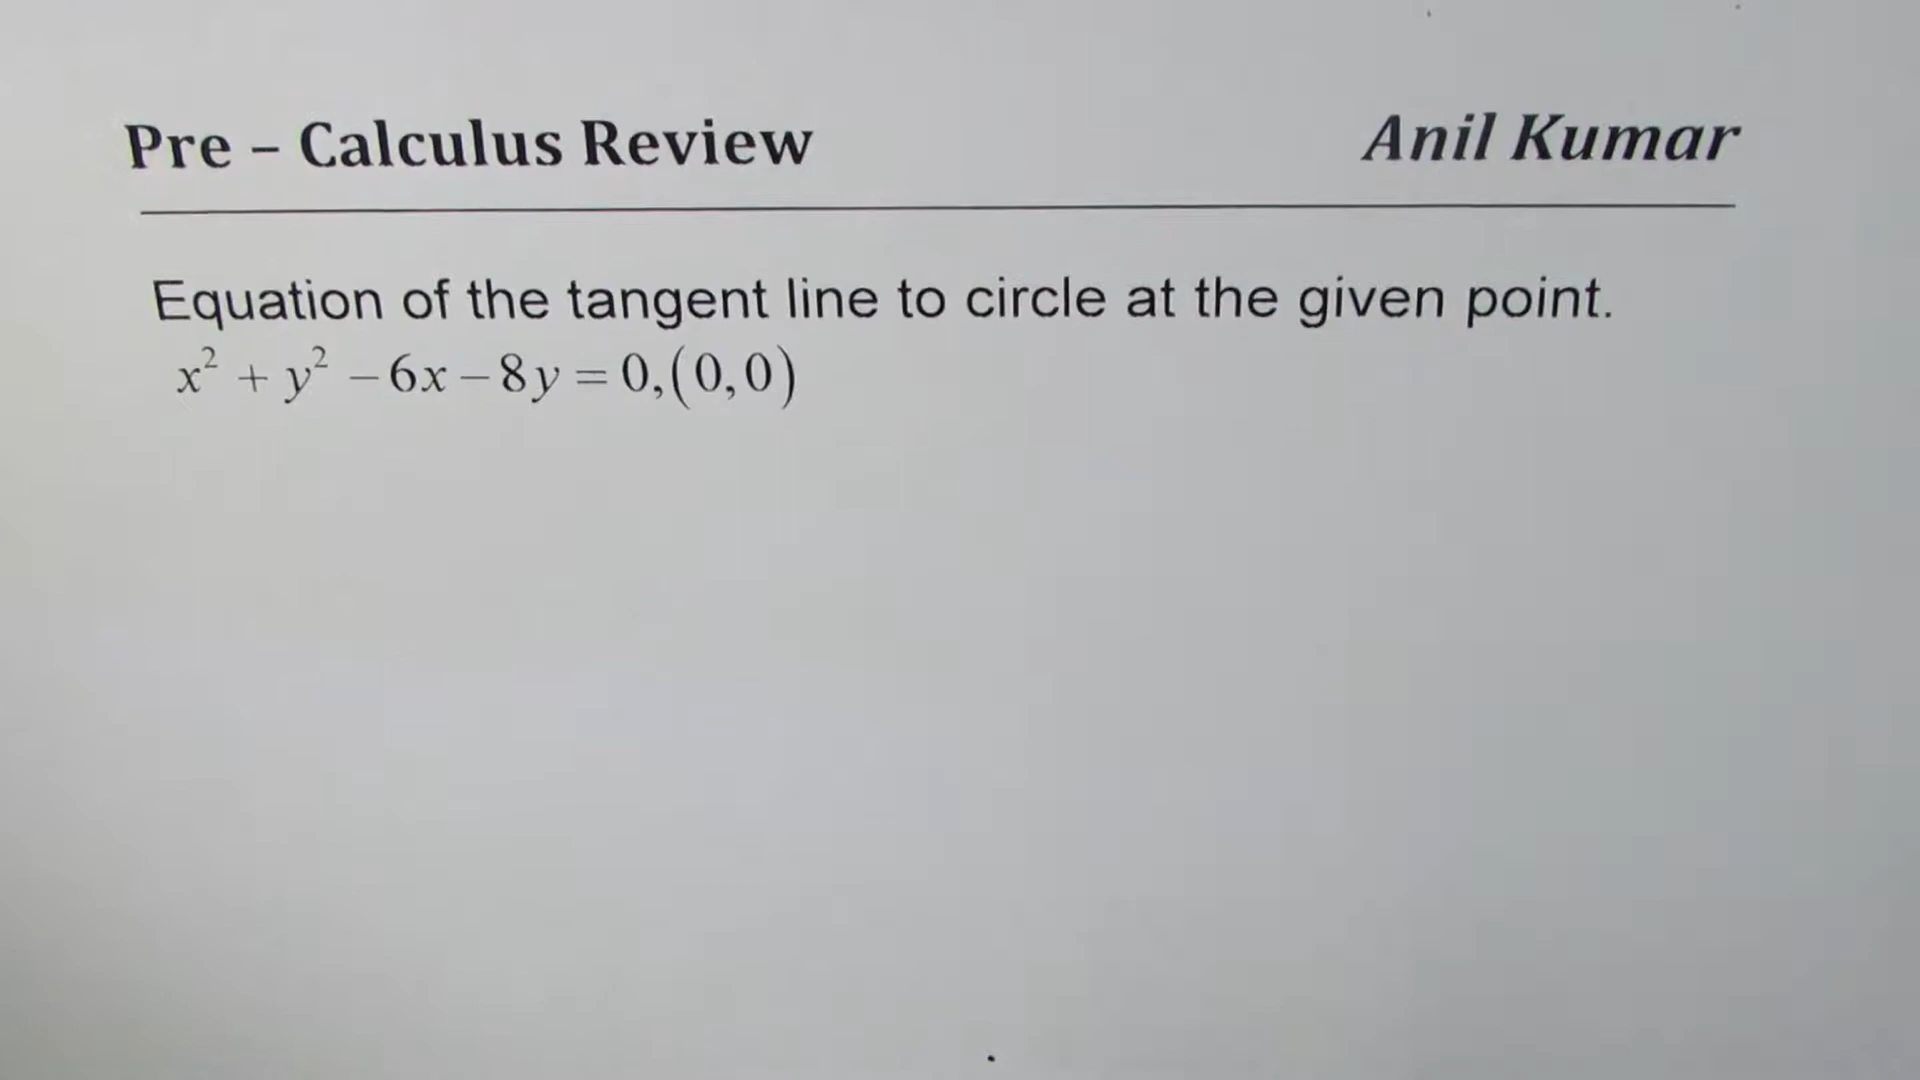 Pre – Calculus Review
Anil Kumar
Equation of the tangent line to circle at the given point.
x² + y² – 6x – 8y = 0, (0,0)